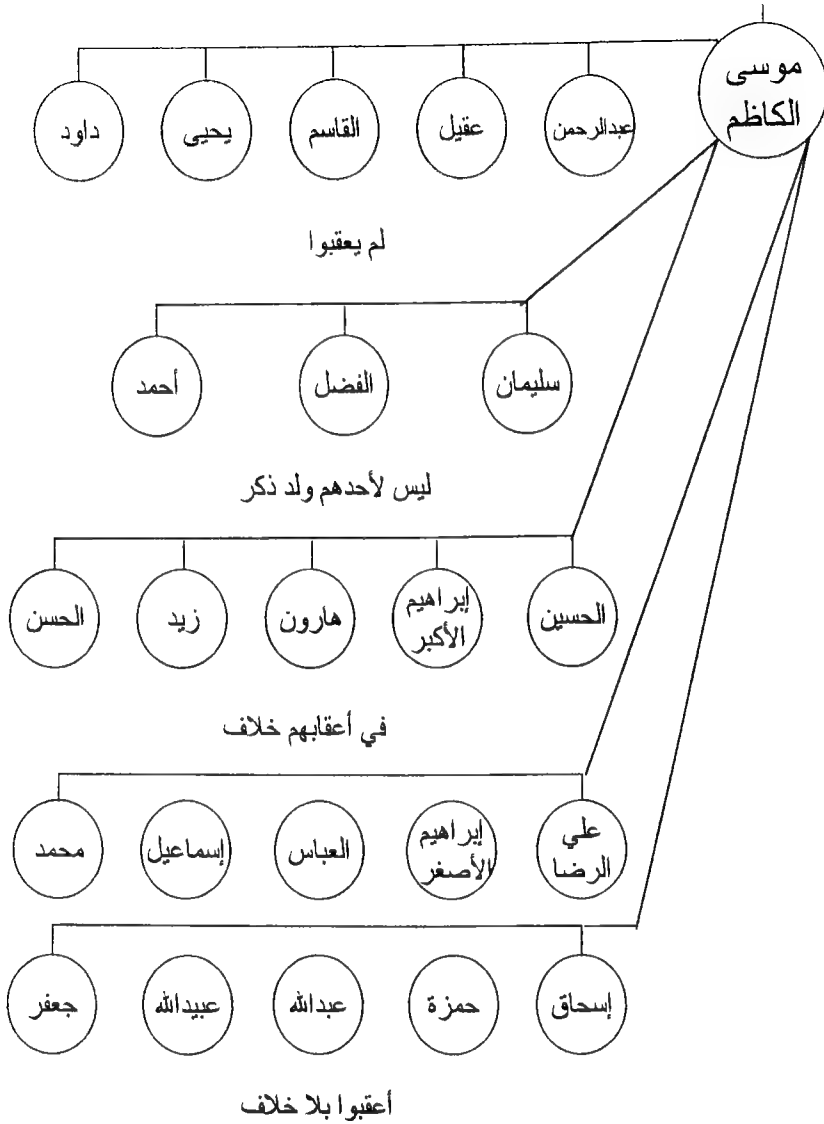 موسى
الكاظم
عبدالرحمن عقيل القاسم يحيى داود
لم يعقبوا
سليمان الفضل أحمد
ليس لأحدهم ولد ذكر
الحسين إبراهيم الأكبر هارون زيد الحسن
في أعقابهم خلاف
علي الرضا إبراهيم الأصغر العباس إسماعيل محمد
إسحاق حمزة عبدالله عبيدالله جعفر
أعقبوا بلا خلاف